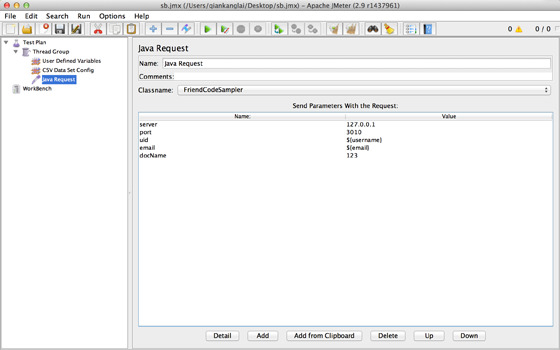 sb.jmx (/Users/qiankanglai/Desktop/sb.jmx) – Apache JMeter (2.9 r1437961)
File Edit Search Run Options Help
0 0 / 0
Test Plan
Thread Group
User Defined Variables
CSV Data Set Config
Java Request
WorkBench
Java Request
Name: Java Request
Comments:
Classname: FriendCodeSampler
Send Parameters With the Request:
Name: Value
server 127.0.0.1
port 3010
uid ${username}
email ${email}
docName 123
Detail Add Add from Clipboard Delete Up Down